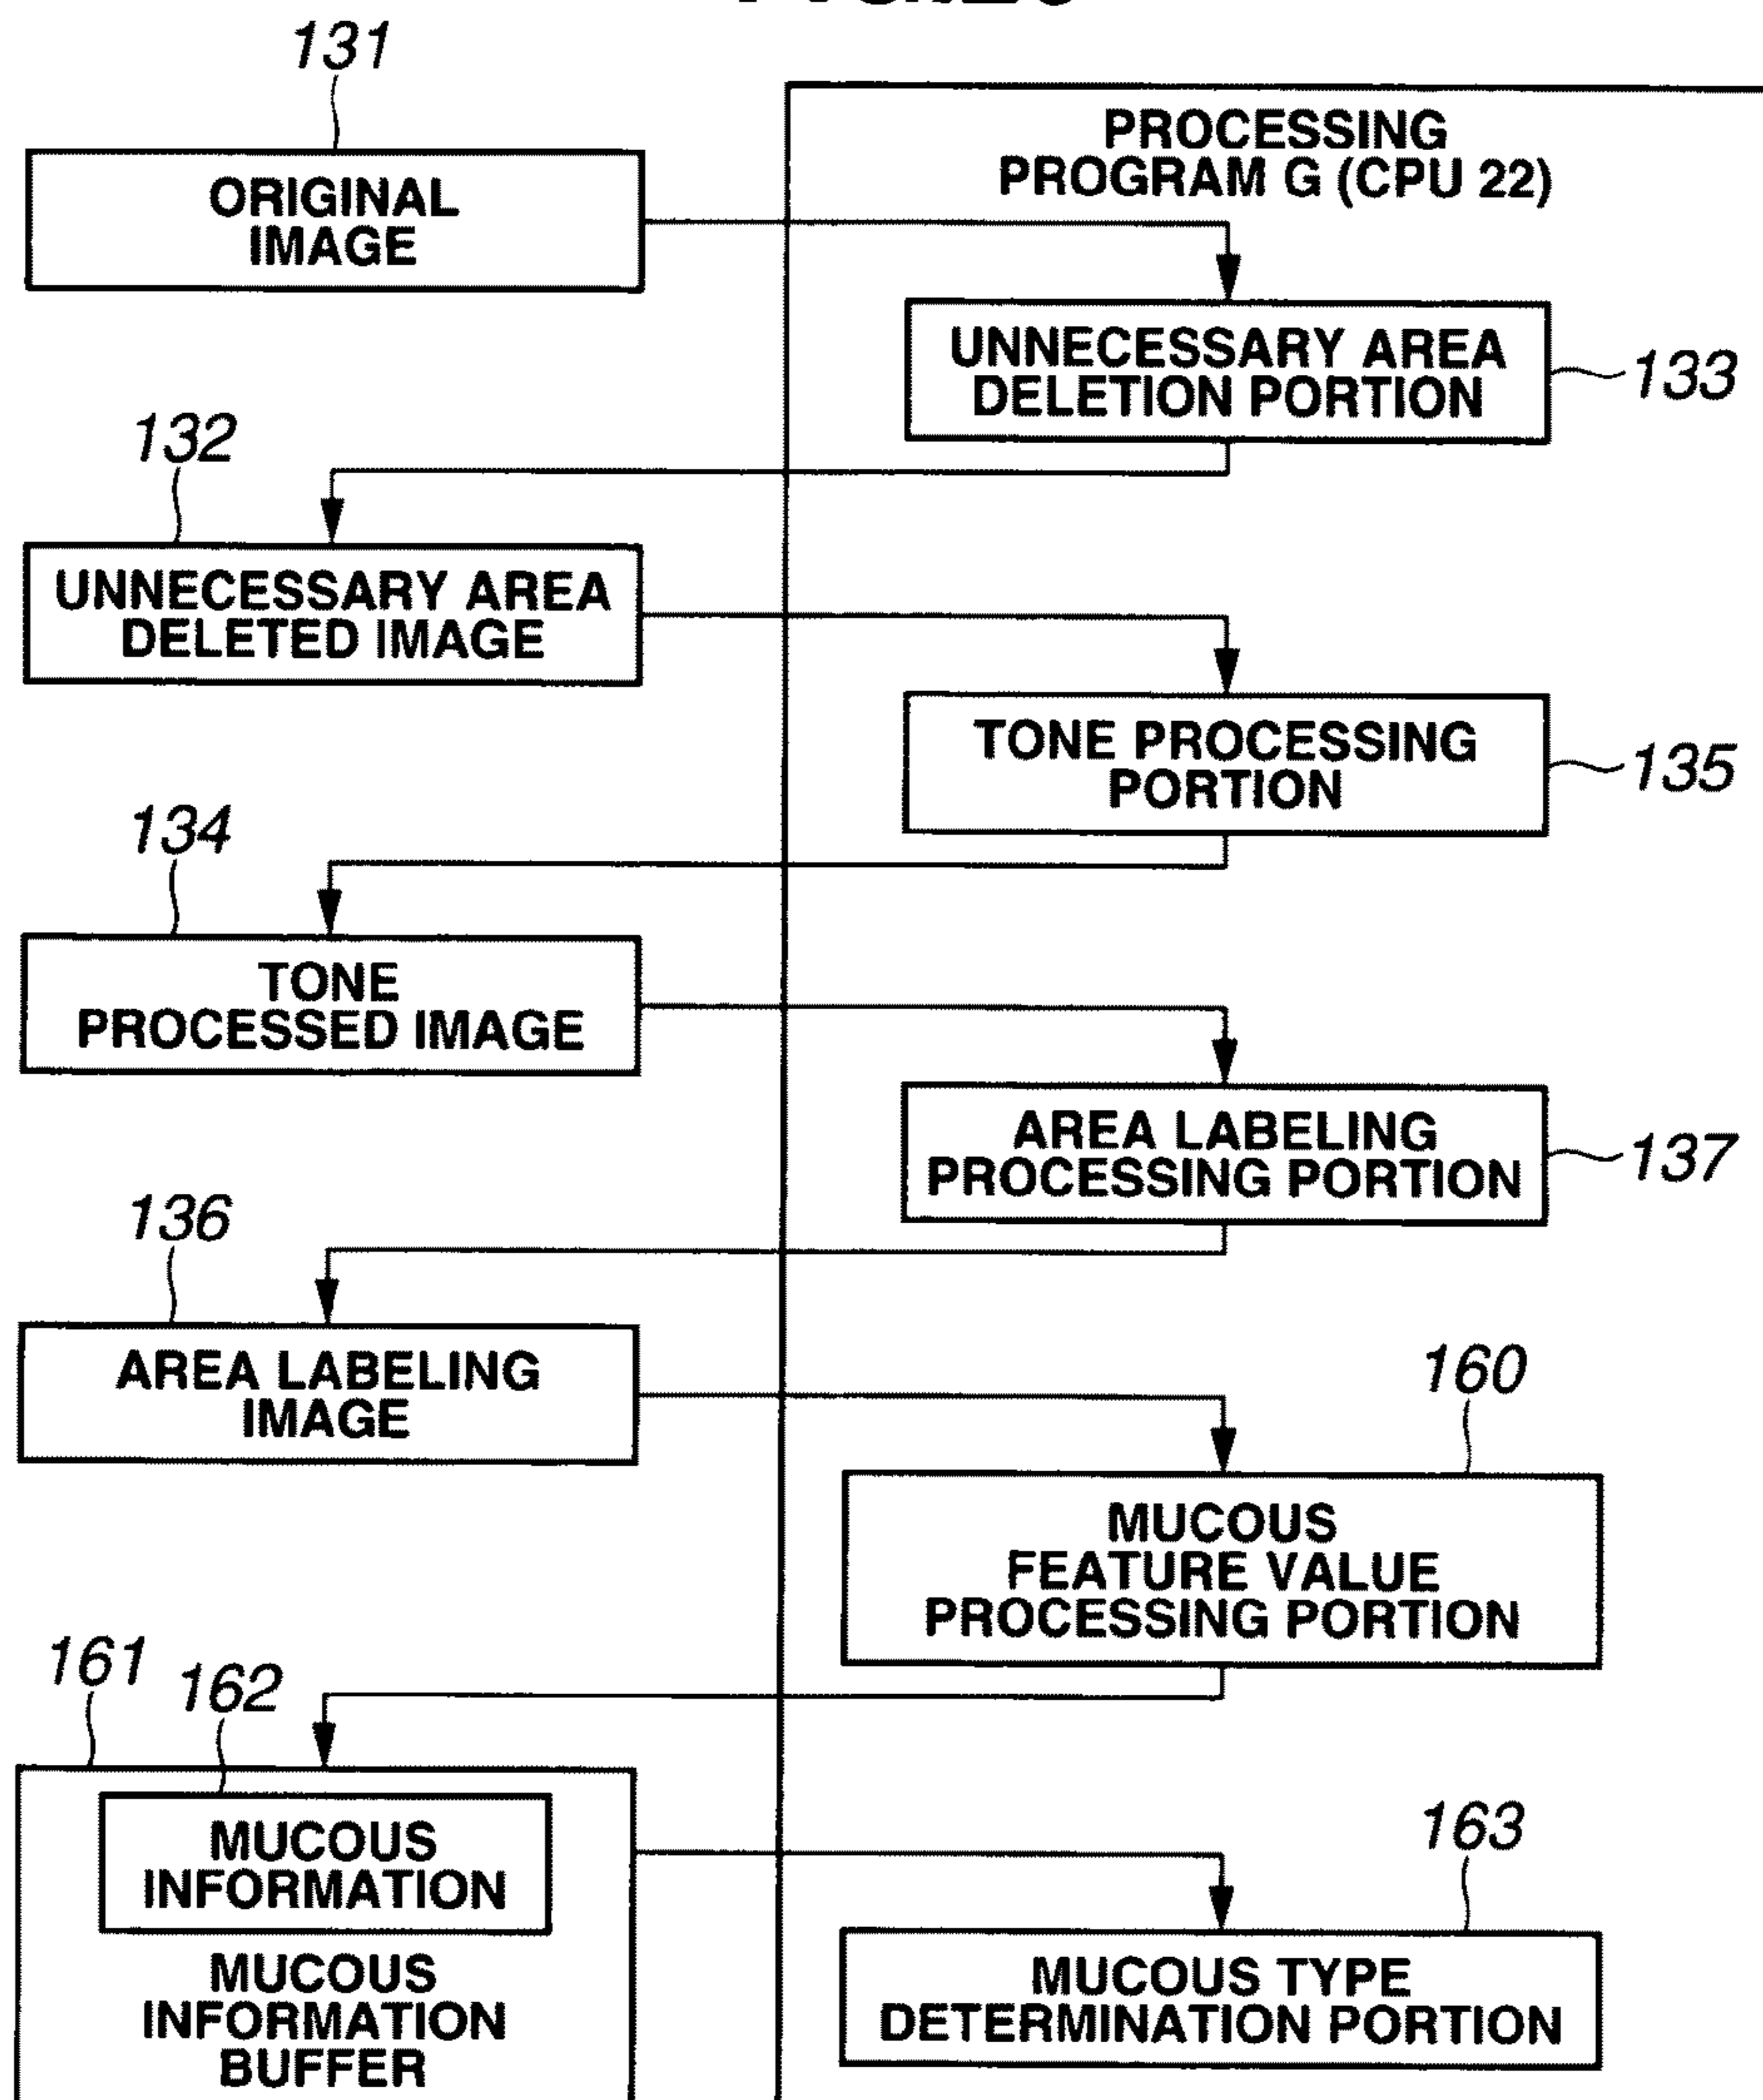 131
PROCESSING
PROGRAM G (CPU 22)
ORIGINAL
IMAGE
UNNECESSARY AREA
DELETION PORTION
133
132
UNNECESSARY AREA
DELETED IMAGE
TONE PROCESSING
PORTION
135
134
TONE
PROCESSED IMAGE
AREA LABELING
PROCESSING PORTION
137
136
AREA LABELING
IMAGE
160
MUCOUS
FEATURE VALUE
PROCESSING PORTION
161
162
MUCOUS
INFORMATION
163
MUCOUS TYPE
DETERMINATION PORTION
MUCOUS
INFORMATION
BUFFER